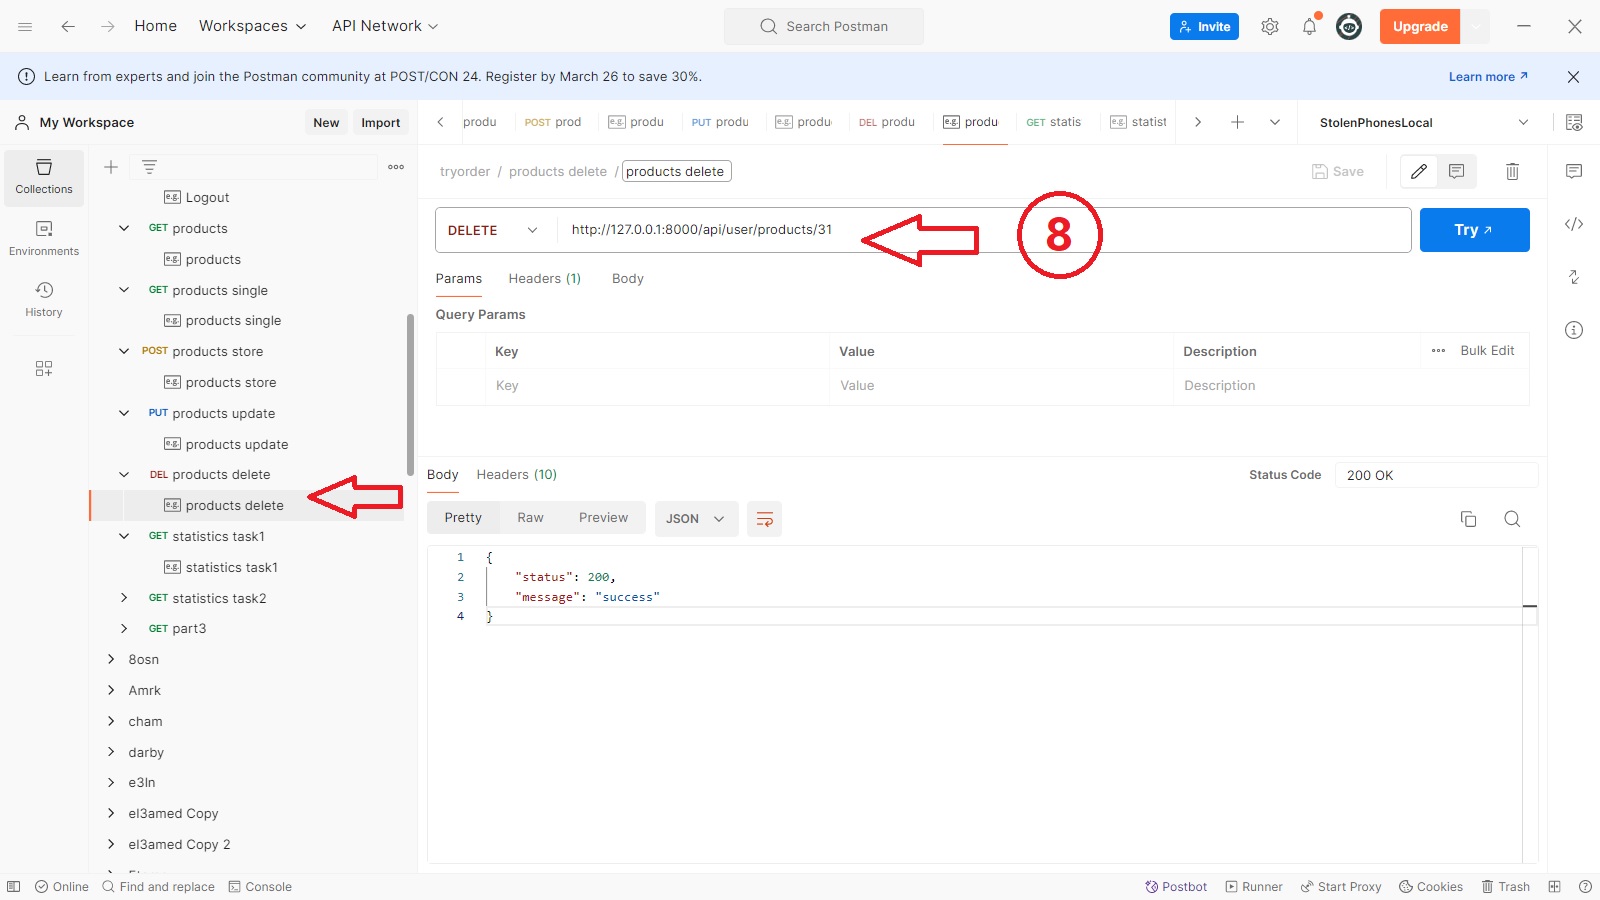 Home Workspaces API Network Search Postman Invite Upgrade
Learn from experts and join the Postman community at POST/CON 24. Register by March 26 to save 30%. Learn more
My Workspace New Import
produ POST prod e.g. produ PUT produ e.g. produ DEL produ e.g. produ GET statis e.g. statist StolenPhonesLocal
Collections
Environments
History
e.g. Logout
GET products
e.g. products
GET products single
e.g. products single
POST products store
e.g. products store
PUT products update
e.g. products update
DEL products delete
e.g. products delete
GET statistics task1
e.g. statistics task1
GET statistics task2
GET part3
8osn
Amrk
cham
darby
e3ln
el3amed Copy
el3amed Copy 2
tryorder / products delete / products delete Save
DELETE http://127.0.0.1:8000/api/user/products/31 8 Try
Params Headers (1) Body
Query Params
Key Value Description Bulk Edit
Key Value Description
Body Headers (10) Status Code 200 OK
Pretty Raw Preview JSON
1 {
2 "status": 200,
3 "message": "success"
4 }
Online Find and replace Console Postbot Runner Start Proxy Cookies Trash